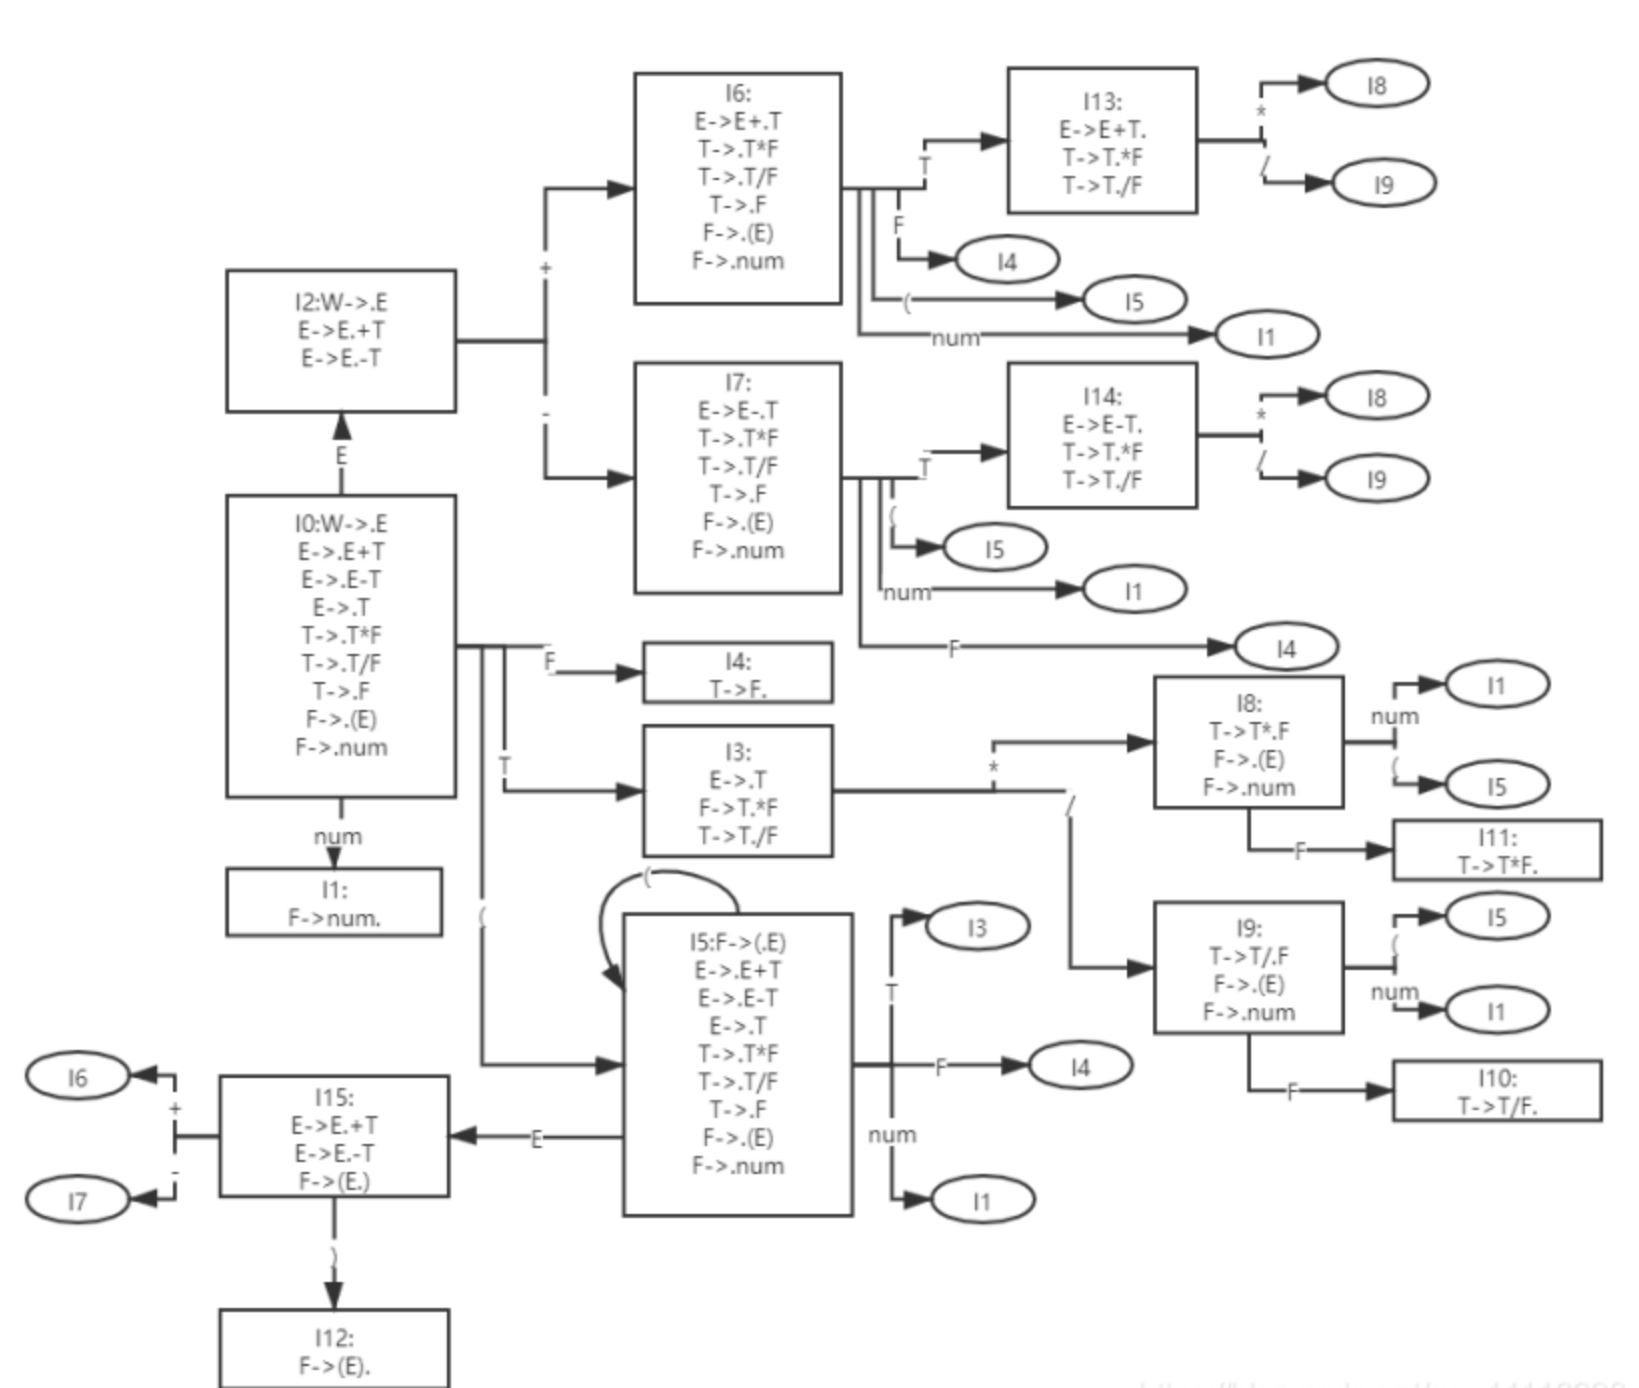 I6:
E->E+.T
T->.T*F
T->.T/F
T->.F
F->.(E)
F->.num
I13:
E->E+T.
T->T.*F
T->T./F
I8
*
/
I9
T
F
I4
(
I5
num
I1
I2:W->.E
E->E.+T
E->E.-T
+
-
I7:
E->E-.T
T->.T*F
T->.T/F
T->.F
F->.(E)
F->.num
I14:
E->E-T.
T->T.*F
T->T./F
I8
*
/
I9
T
(
I5
num
I1
F
I4
E
I0:W->.E
E->.E+T
E->.E-T
E->.T
T->.T*F
T->.T/F
T->.F
F->.(E)
F->.num
F
I4:
T->F.
T
I3:
E->.T
F->T.*F
T->T./F
*
/
I8:
T->T*.F
F->.(E)
F->.num
I1
num
(
I5
F
I11:
T->T*F.
num
I1:
F->num.
(
(
I5:F->(.E)
E->.E+T
E->.E-T
E->.T
T->.T*F
T->.T/F
T->.F
F->.(E)
F->.num
I3
T
F
I4
num
I1
I9:
T->T/.F
F->.(E)
F->.num
I5
(
num
I1
F
I10:
T->T/F.
E
I15:
E->E.+T
E->E.-T
F->(E.)
I6
+
-
I7
)
I12:
F->(E).